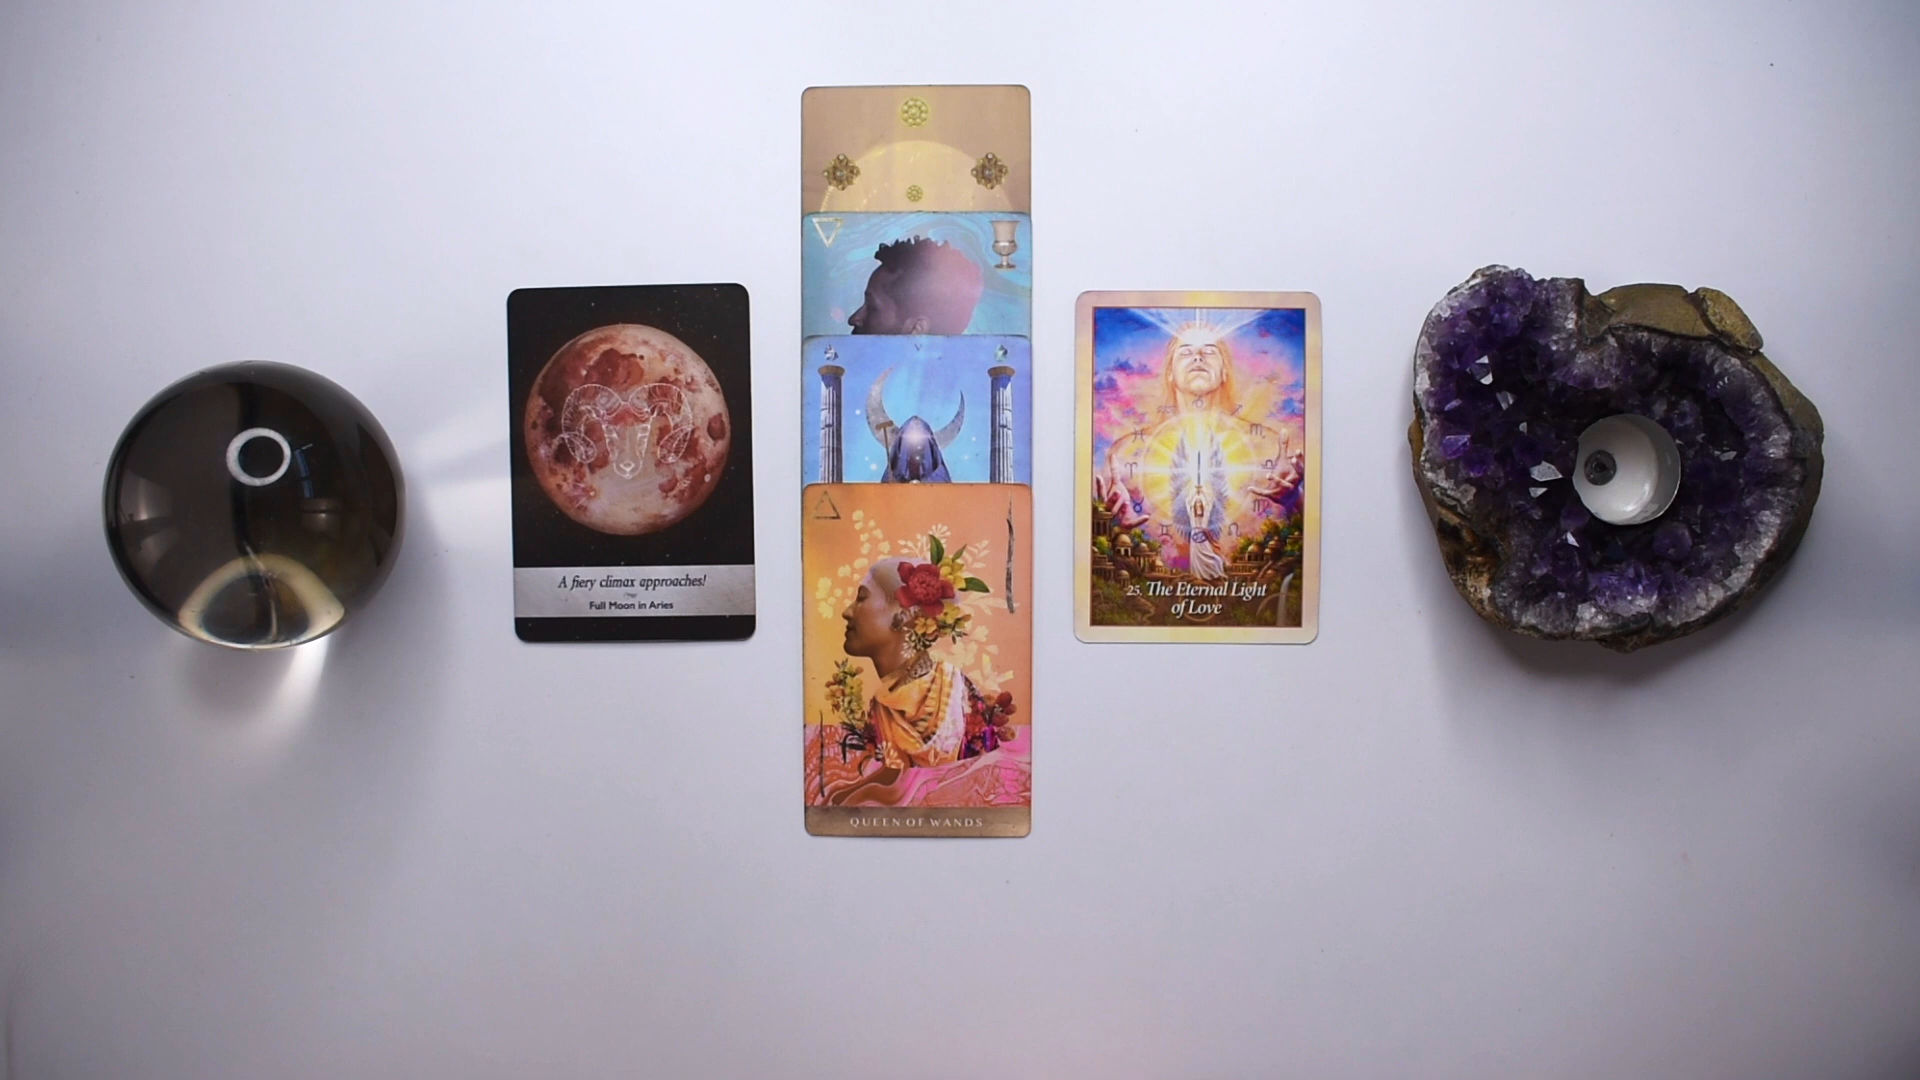 A fiery climax approaches!
Full Moon in Aries
V
QUEEN OF WANDS
25. The Eternal Light
of Love